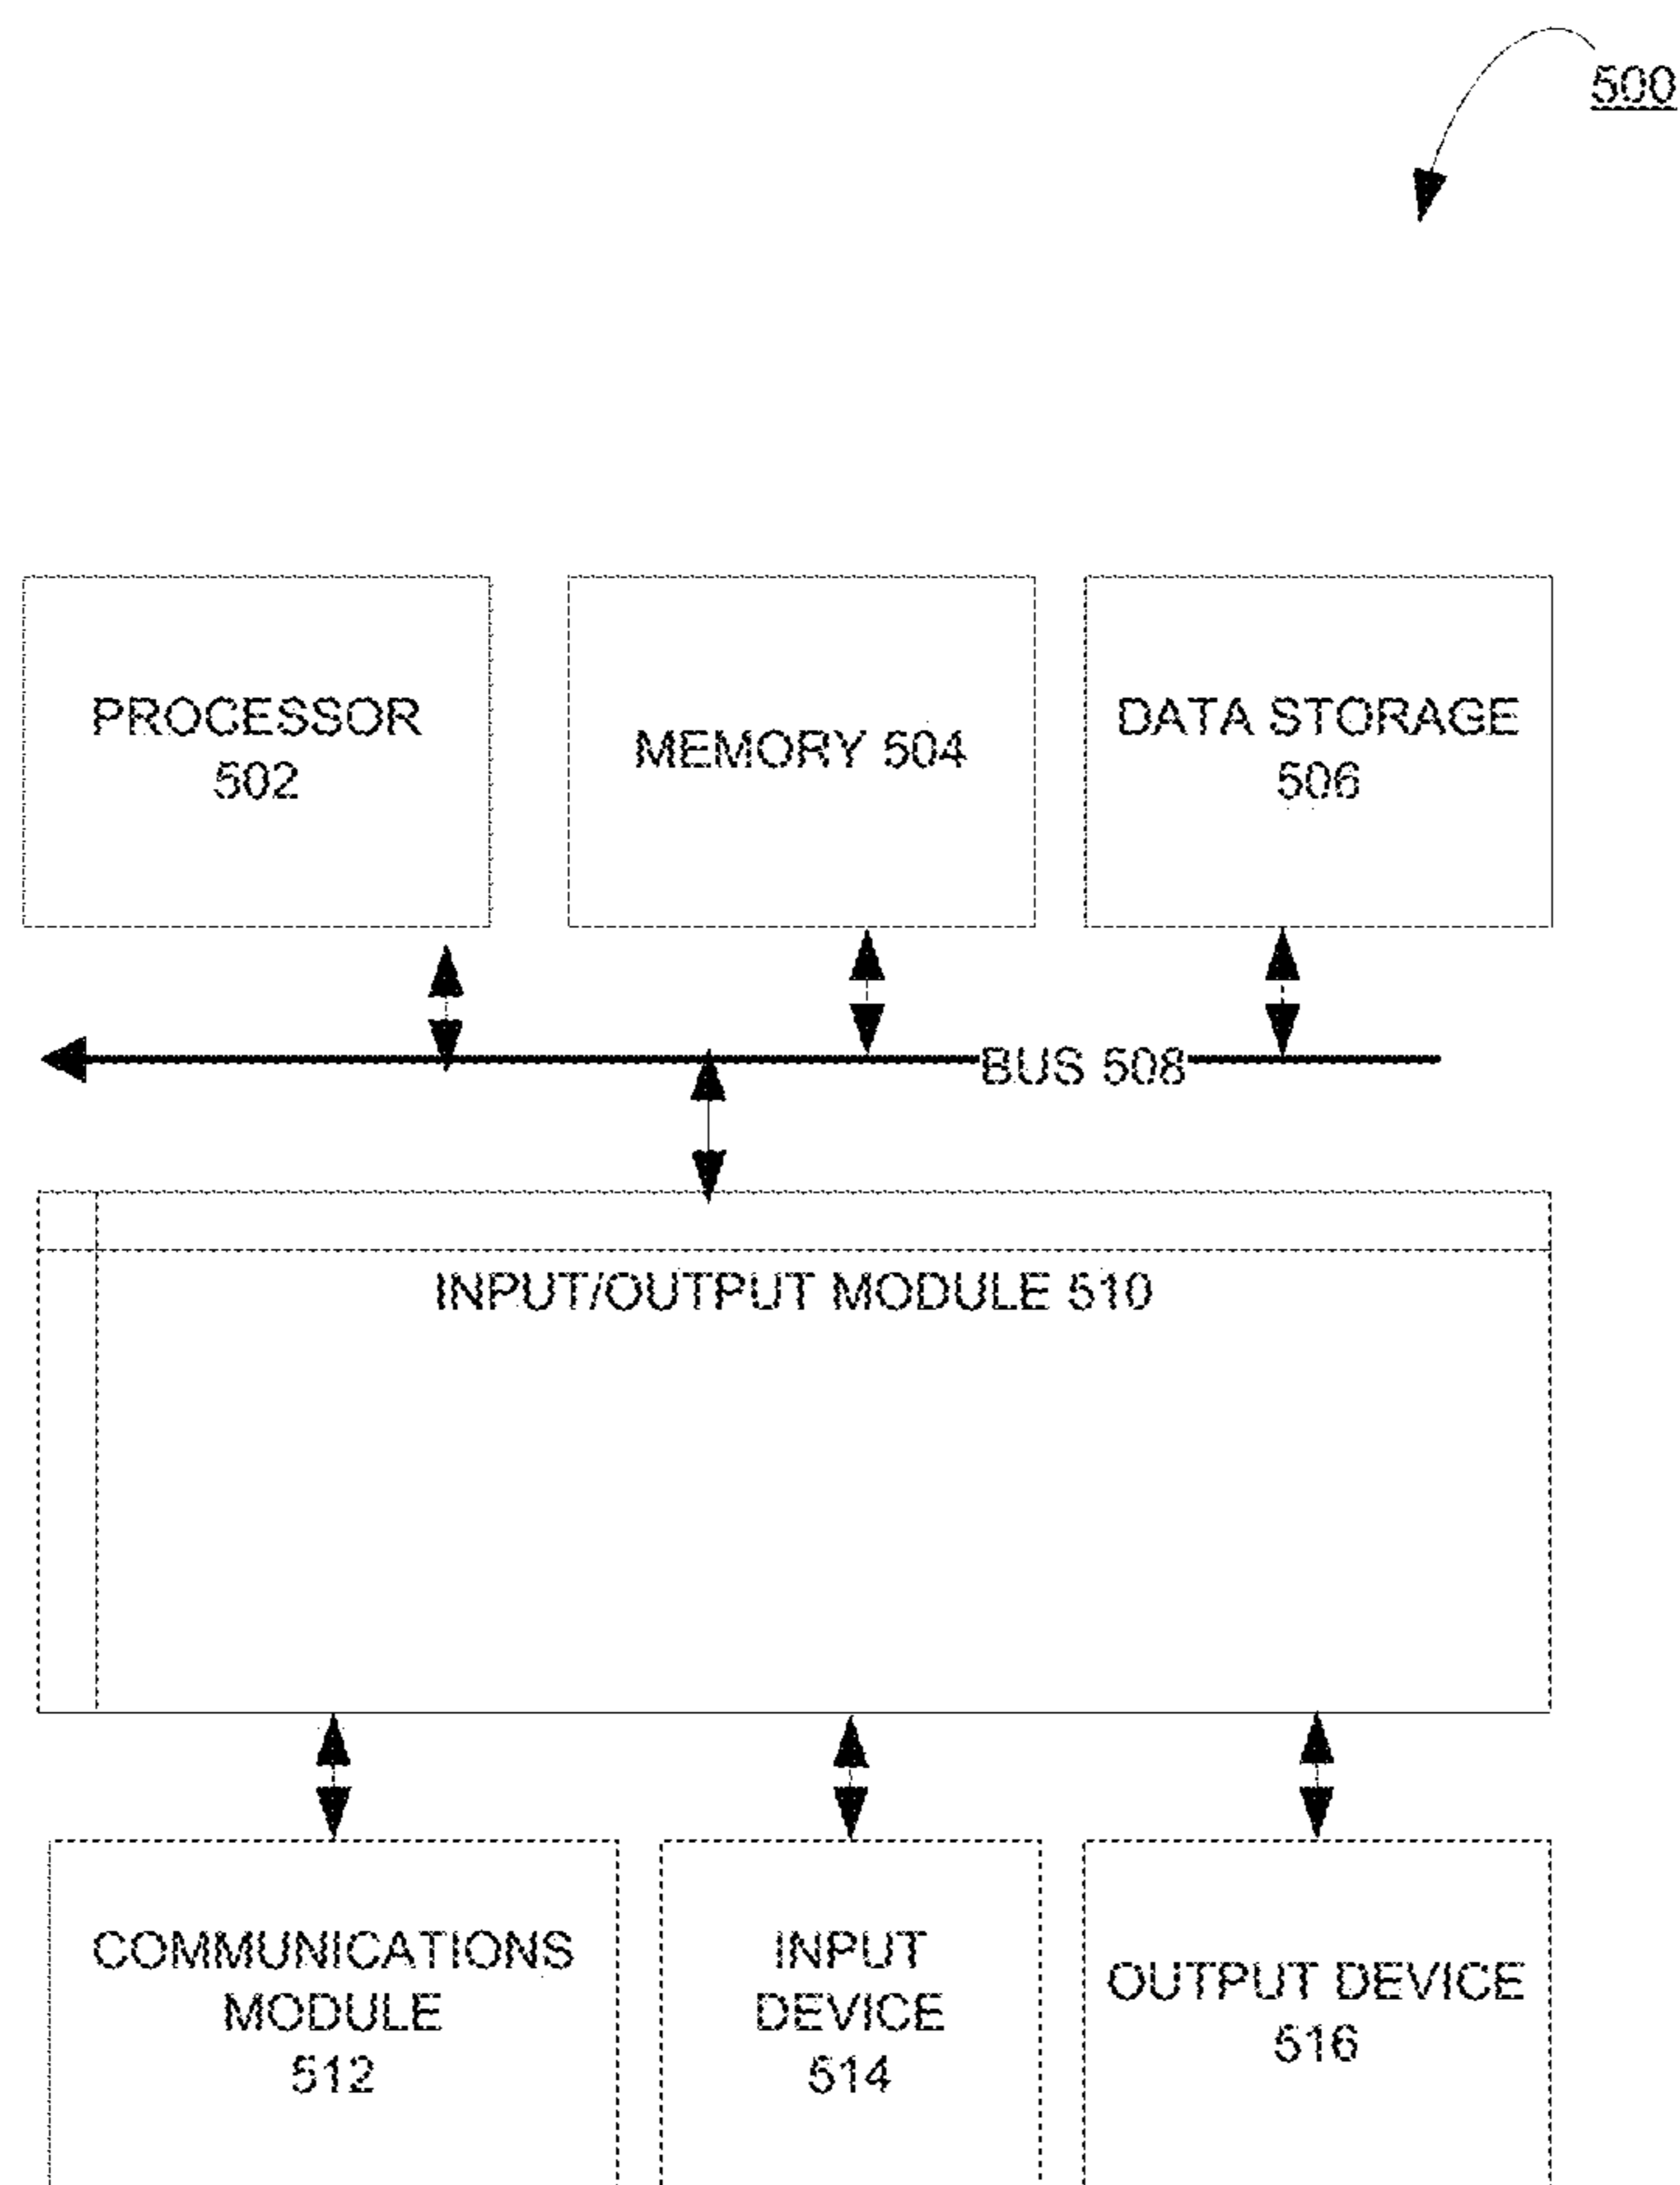 500
PROCESSOR
502
MEMORY 504
DATA STORAGE
506
BUS 508
INPUT/OUTPUT MODULE 510
COMMUNICATIONS
MODULE
512
INPUT
DEVICE
514
OUTPUT DEVICE
516